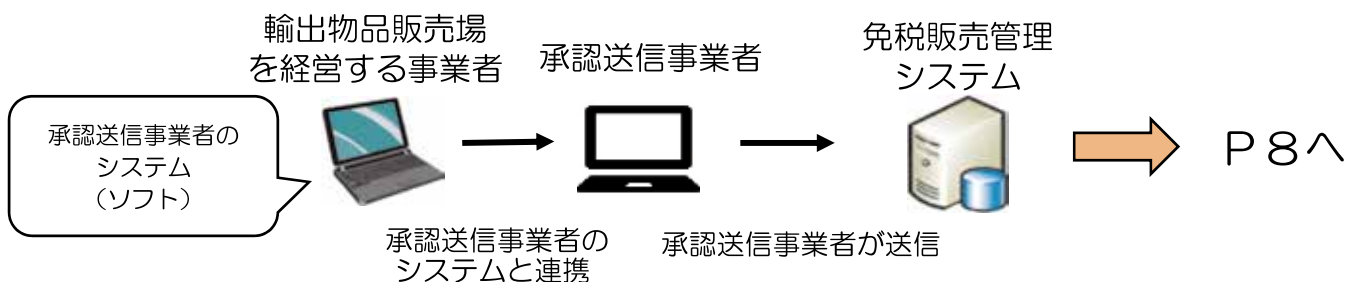 輸出物品販売場
を経営する事業者
承認送信事業者
免税販売管理
システム
承認送信事業者の
システム
（ソフト）
Ｐ８へ
承認送信事業者の
システムと連携
承認送信事業者が送信